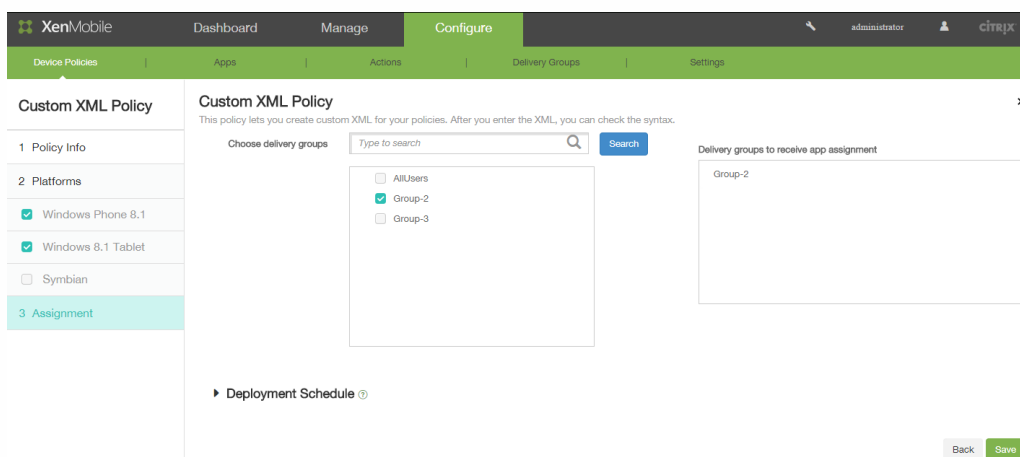 XenMobile Dashboard Manage Configure administrator CITRIX
Device Policies | Apps | Actions | Delivery Groups | Settings
Custom XML Policy
1 Policy Info
2 Platforms
Windows Phone 8.1
Windows 8.1 Tablet
Symbian
3 Assignment
Custom XML Policy
This policy lets you create custom XML for your policies. After you enter the XML, you can check the syntax.
Choose delivery groups Type to search Search
AllUsers
Group-2
Group-3
Delivery groups to receive app assignment
Group-2
Deployment Schedule ?
Back Save